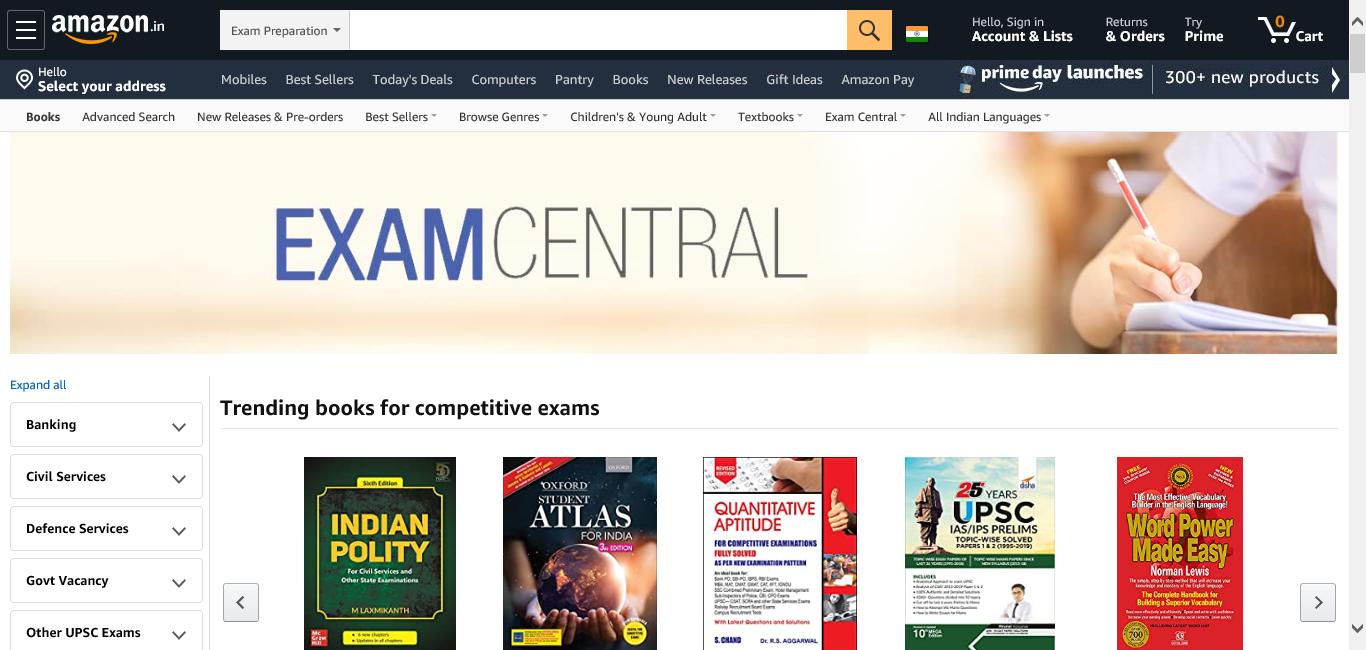 amazon.in
Exam Preparation
Hello, Sign in
Account & Lists
Returns
& Orders
Try
Prime
0
Cart
Hello
Select your address
Mobiles Best Sellers Today's Deals Computers Pantry Books New Releases Gift Ideas Amazon Pay
prime day launches
300+ new products
Books Advanced Search New Releases & Pre-orders Best Sellers Browse Genres Children's & Young Adult Textbooks Exam Central All Indian Languages
EXAMCENTRAL
Expand all
Banking
Civil Services
Defence Services
Govt Vacancy
Other UPSC Exams
Trending books for competitive exams
Sixth Edition
INDIAN
POLITY
For Civil Services and
Other State Examinations
M LAXMIKANTH
OXFORD
OXFORD
STUDENT
ATLAS
FOR INDIA
3rd EDITION
REVISED
EDITION
QUANTITATIVE
APTITUDE
FOR COMPETITIVE EXAMINATIONS
FULLY SOLVED
AS PER NEW EXAMINATION PATTERN
With Latest Questions and Solutions
S. CHAND
Dr. R.S. AGGARWAL
disha
25 YEARS
UPSC
IAS/IPS PRELIMS
TOPIC-WISE SOLVED
PAPERS 1 & 2 (1995-2019)
INCLUDES
10th MEGA
Edition
FREE
NEW
The Most Effective Vocabulary
Builder in the English Language!
Word Power
Made Easy
Norman Lewis
The Complete Handbook for
Building a Superior Vocabulary
700